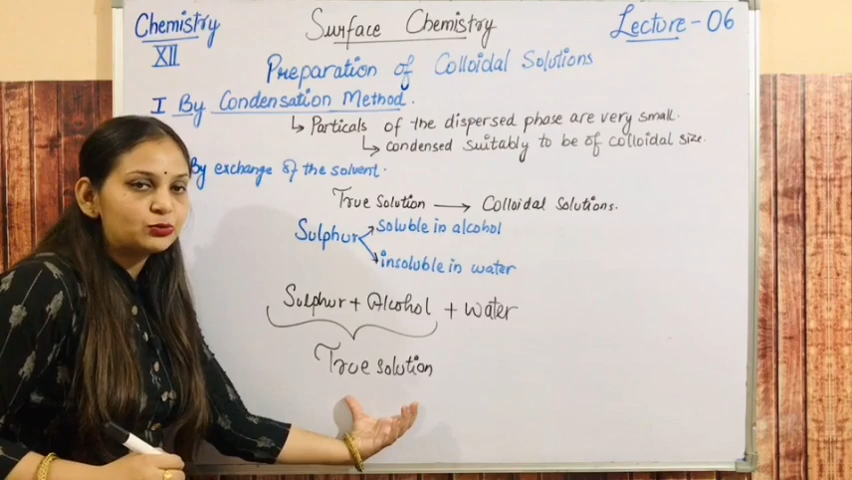 Chemistry
XII
Surface Chemistry
Lecture-06
Preparation of Colloidal Solutions
I By Condensation Method.
↳ Particals of the dispersed phase are very small.
↳ condensed suitably to be of colloidal size.
By exchange of the solvent.
True solution → Colloidal Solutions.
Sulphur
soluble in alcohol
insoluble in water
Sulphur + Alcohol + Water
True solution